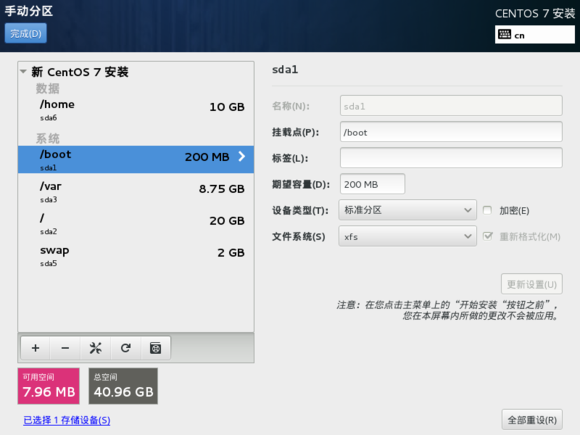 手动分区
CENTOS 7 安装
完成(D)
cn
新 CentOS 7 安装
数据
/home 10 GB
sda6
系统
/boot 200 MB
sda1
/var 8.75 GB
sda3
/ 20 GB
sda2
swap 2 GB
sda5
可用空间
7.96 MB
总空间
40.96 GB
已选择 1 存储设备(S)
sda1
名称(N): sda1
挂载点(P): /boot
标签(L):
期望容量(D): 200 MB
设备类型(T): 标准分区 加密(E)
文件系统(S) xfs 重新格式化(M)
更新设置(U)
注意：在您点击主菜单上的“开始安装“按钮之前”，
您在本屏幕内所做的更改不会被应用。
全部重设(R)